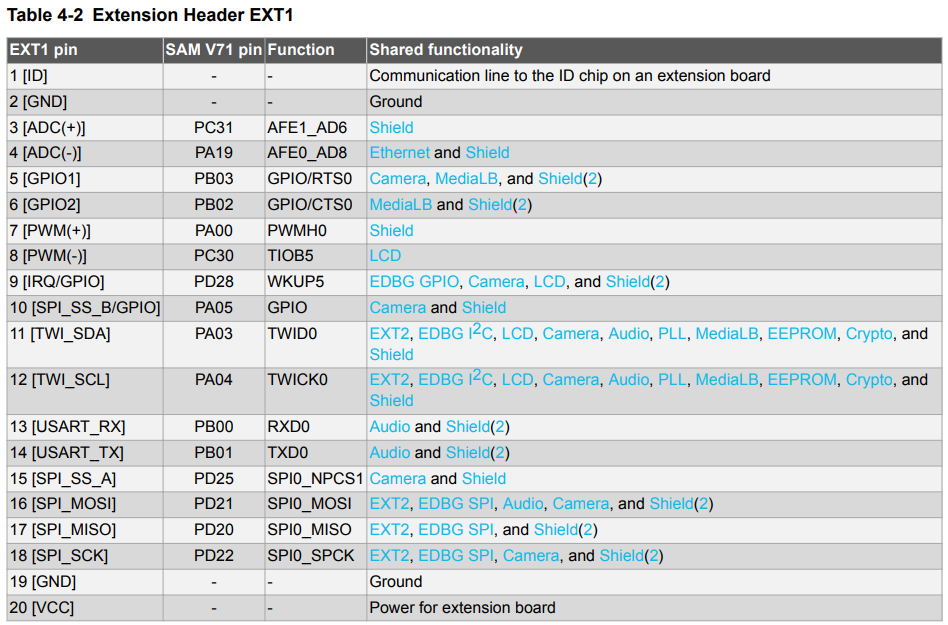 Table 4-2 Extension Header EXT1
EXT1 pin SAM V71 pin Function Shared functionality
1 [ID] - - Communication line to the ID chip on an extension board
2 [GND] - - Ground
3 [ADC(+)] PC31 AFE1_AD6 Shield
4 [ADC(-)] PA19 AFE0_AD8 Ethernet and Shield
5 [GPIO1] PB03 GPIO/RTS0 Camera, MediaLB, and Shield(2)
6 [GPIO2] PB02 GPIO/CTS0 MediaLB and Shield(2)
7 [PWM(+)] PA00 PWMH0 Shield
8 [PWM(-)] PC30 TIOB5 LCD
9 [IRQ/GPIO] PD28 WKUP5 EDBG GPIO, Camera, LCD, and Shield(2)
10 [SPI_SS_B/GPIO] PA05 GPIO Camera and Shield
11 [TWI_SDA] PA03 TWID0 EXT2, EDBG I2C, LCD, Camera, Audio, PLL, MediaLB, EEPROM, Crypto, and
Shield
12 [TWI_SCL] PA04 TWICK0 EXT2, EDBG I2C, LCD, Camera, Audio, PLL, MediaLB, EEPROM, Crypto, and
Shield
13 [USART_RX] PB00 RXD0 Audio and Shield(2)
14 [USART_TX] PB01 TXD0 Audio and Shield(2)
15 [SPI_SS_A] PD25 SPI0_NPCS1 Camera and Shield
16 [SPI_MOSI] PD21 SPI0_MOSI EXT2, EDBG SPI, Audio, Camera, and Shield(2)
17 [SPI_MISO] PD20 SPI0_MISO EXT2, EDBG SPI, and Shield(2)
18 [SPI_SCK] PD22 SPI0_SPCK EXT2, EDBG SPI, Camera, and Shield(2)
19 [GND] - - Ground
20 [VCC] - - Power for extension board